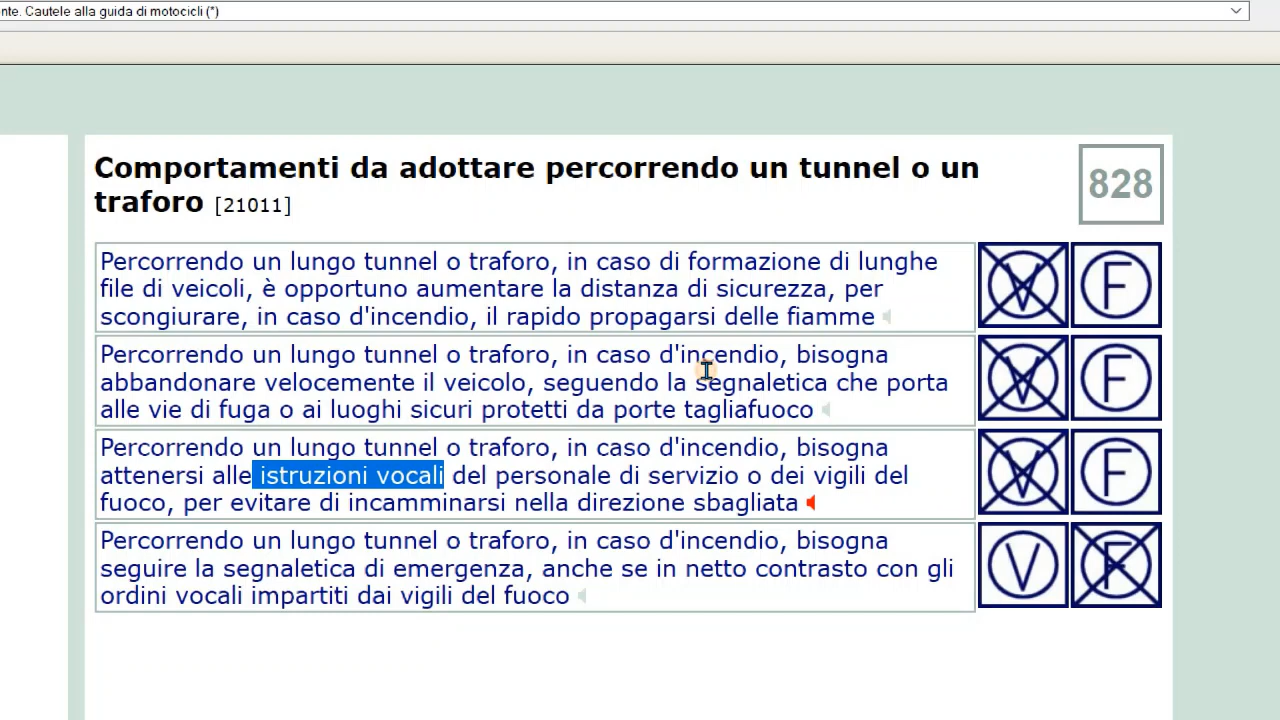 nte. Cautele alla guida di motocicli (*)
Comportamenti da adottare percorrendo un tunnel o un
traforo [21011]
828
Percorrendo un lungo tunnel o traforo, in caso di formazione di lunghe
file di veicoli, è opportuno aumentare la distanza di sicurezza, per
scongiurare, in caso d'incendio, il rapido propagarsi delle fiamme
V F
Percorrendo un lungo tunnel o traforo, in caso d'incendio, bisogna
abbandonare velocemente il veicolo, seguendo la segnaletica che porta
alle vie di fuga o ai luoghi sicuri protetti da porte tagliafuoco
V F
Percorrendo un lungo tunnel o traforo, in caso d'incendio, bisogna
attenersi alle istruzioni vocali del personale di servizio o dei vigili del
fuoco, per evitare di incamminarsi nella direzione sbagliata
V F
Percorrendo un lungo tunnel o traforo, in caso d'incendio, bisogna
seguire la segnaletica di emergenza, anche se in netto contrasto con gli
ordini vocali impartiti dai vigili del fuoco
V F